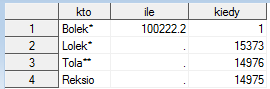 kto ile kiedy
1 Bolek* 100222.2 1
2 Lolek* . 15373
3 Tola** . 14976
4 Reksio . 14975